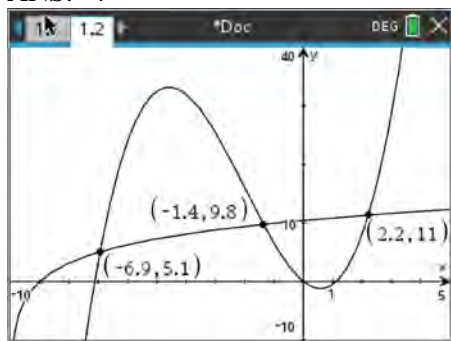 1.2 *Doc DEG
40 y
(-1.4,9.8) 10
(2.2,11)
(-6.9,5.1)
x
-10 1 5
-10